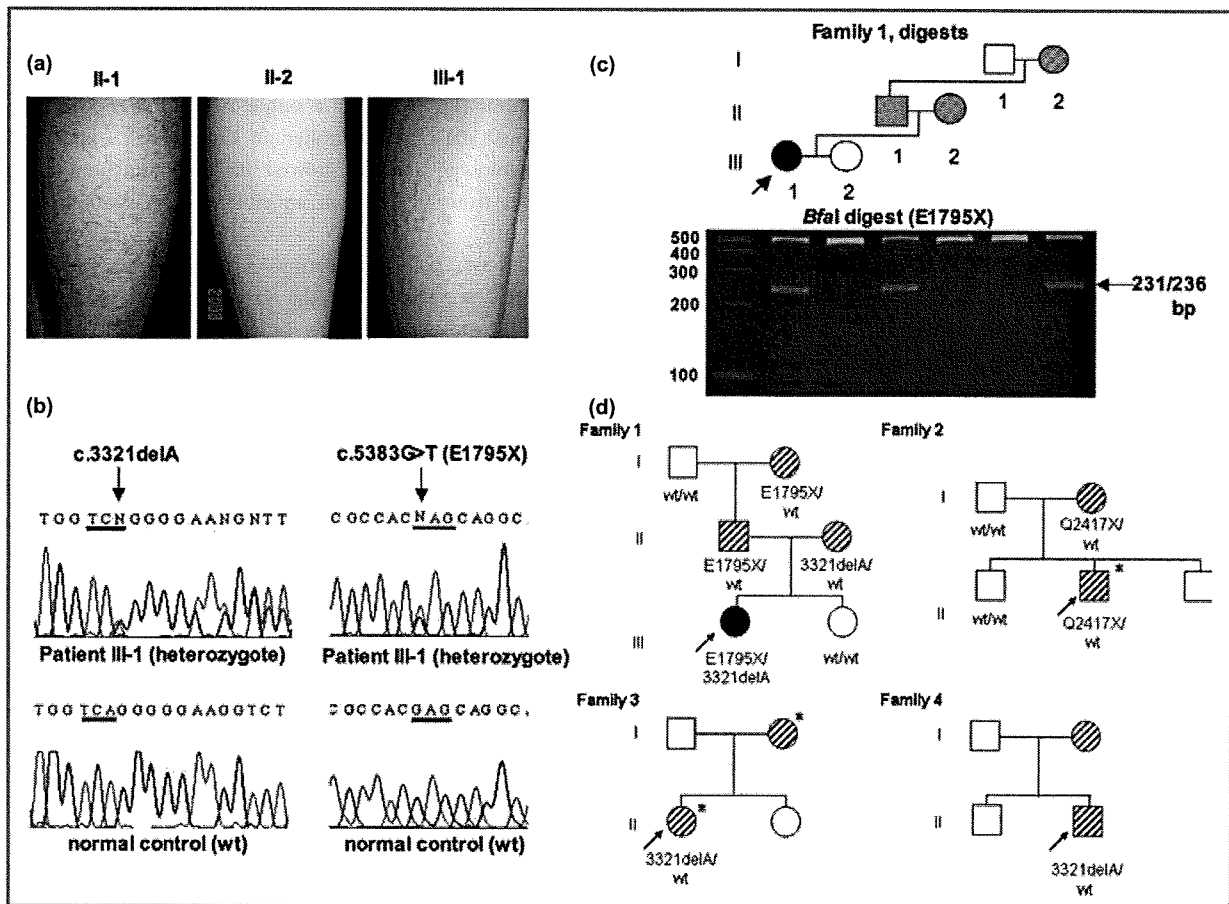 (a)
II-1 II-2 III-1
(b)
c.3321delA c.5383G>T (E1795X)
T G G T C N G G G G A A N G N T T C G C C A C N A G C A G G C .
Patient III-1 (heterozygote) Patient III-1 (heterozygote)
T G G T C A G G G G G A A G G T C T C G C C A C G A G C A G G C .
normal control (wt) normal control (wt)
(c)
Family 1, digests
I
1 2
II
1 2
III
1 2
BfaI digest (E1795X)
500
400
300
200
100
231/236
bp
(d)
Family 1
I
wt/wt
E1795X/
wt
II
E1795X/
wt
3321delA/
wt
III
E1795X/
3321delA
wt/wt
Family 2
I
wt/wt
Q2417X/
wt
*
II
wt/wt
Q2417X/
wt
Family 3
I
*
II
*
3321delA/
wt
Family 4
I
II
3321delA/
wt